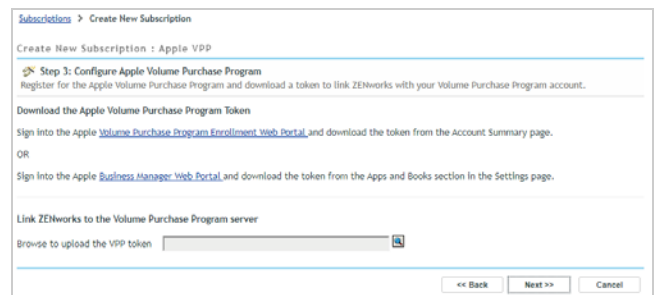 Subscriptions > Create New Subscription
Create New Subscription : Apple VPP
Step 3: Configure Apple Volume Purchase Program
Register for the Apple Volume Purchase Program and download a token to link ZENworks with your Volume Purchase Program account.
Download the Apple Volume Purchase Program Token
Sign into the Apple Volume Purchase Program Enrollment Web Portal and download the token from the Account Summary page.
OR
Sign into the Apple Business Manager Web Portal and download the token from the Apps and Books section in the Settings page.
Link ZENworks to the Volume Purchase Program server
Browse to upload the VPP token
<< Back Next >> Cancel